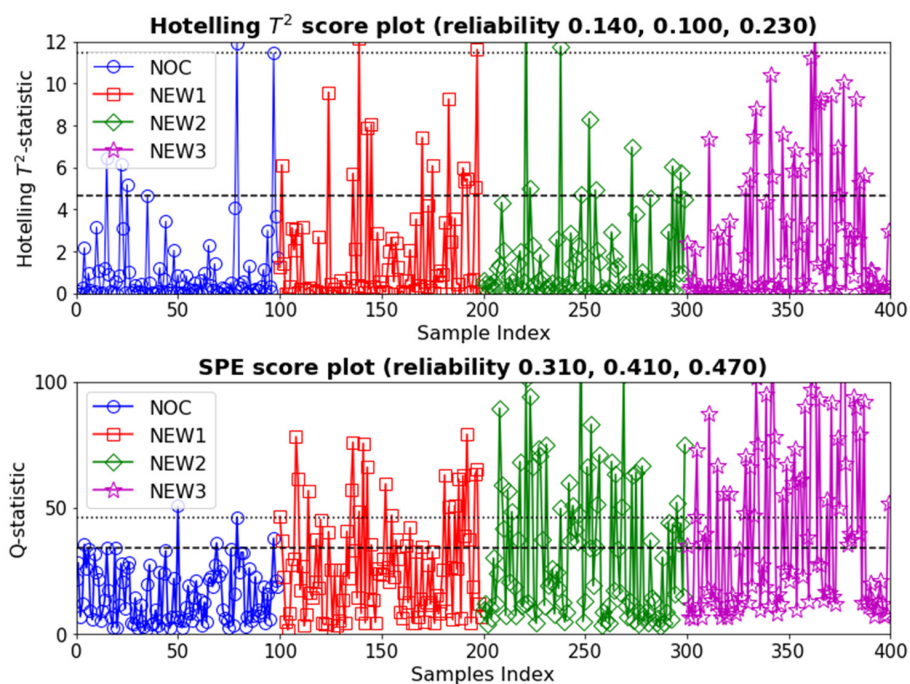 Hotelling T² score plot (reliability 0.140, 0.100, 0.230)
12
10
8
6
4
2
0
Hotelling T²-statistic
NOC
NEW1
NEW2
NEW3
0 50 100 150 200 250 300 350 400
Sample Index
SPE score plot (reliability 0.310, 0.410, 0.470)
100
50
0
Q-statistic
NOC
NEW1
NEW2
NEW3
0 50 100 150 200 250 300 350 400
Samples Index